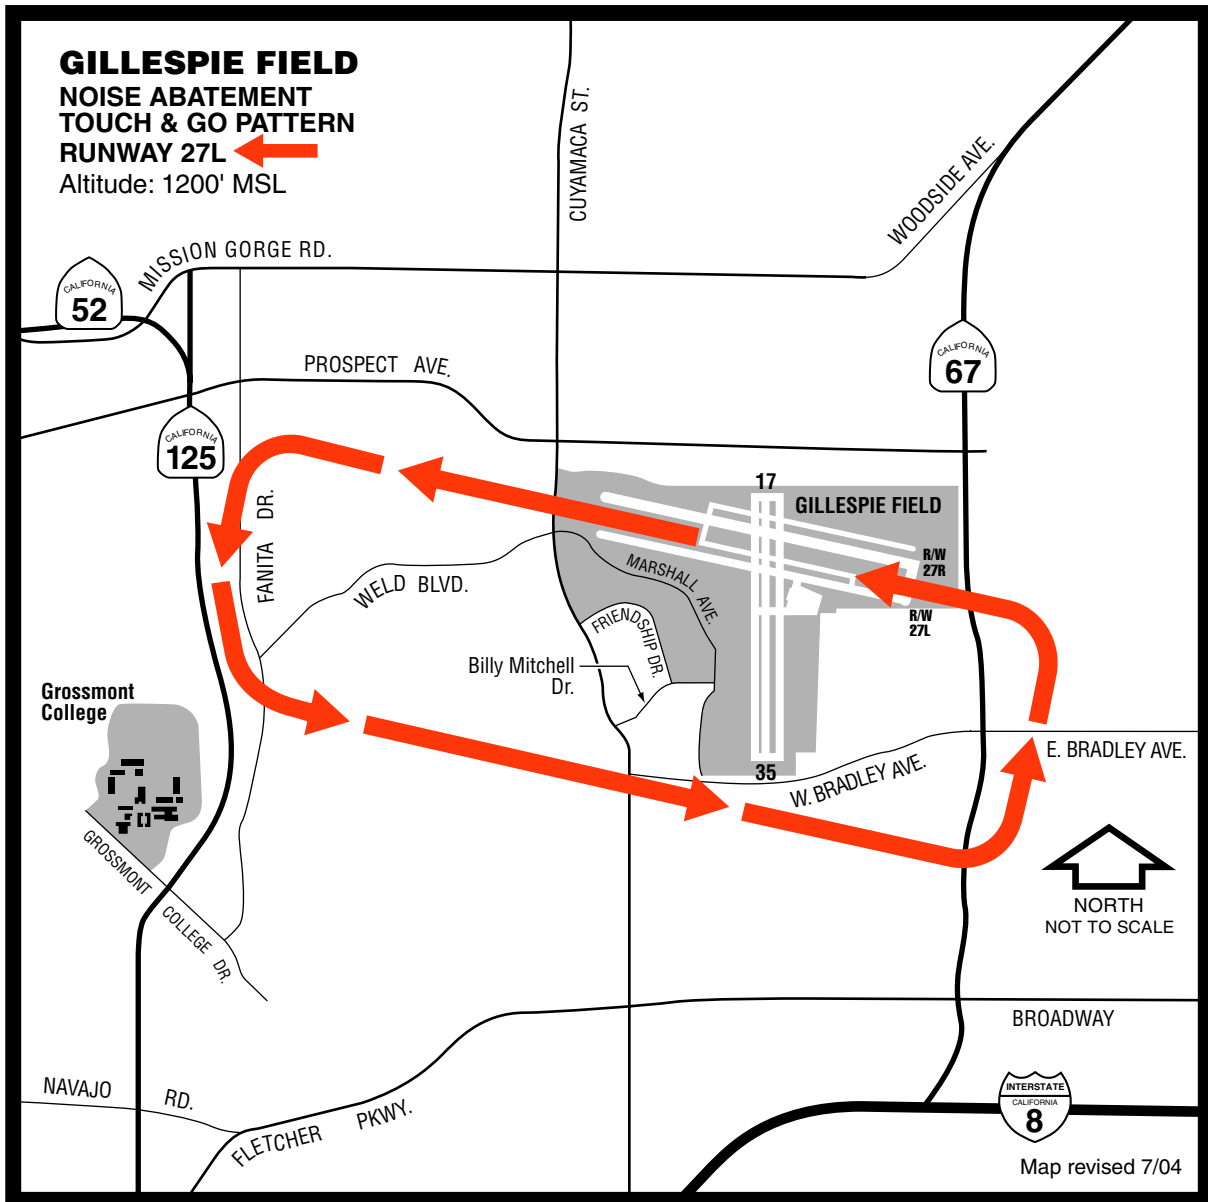 GILLESPIE FIELD
NOISE ABATEMENT
TOUCH & GO PATTERN
RUNWAY 27L
Altitude: 1200' MSL
CUYAMACA ST.
WOODSIDE AVE.
MISSION GORGE RD.
CALIFORNIA
52
PROSPECT AVE.
CALIFORNIA
67
CALIFORNIA
125
FANITA DR.
17
GILLESPIE FIELD
R/W
27R
MARSHALL AVE.
WELD BLVD.
FRIENDSHIP DR.
R/W
27L
Billy Mitchell
Dr.
Grossmont
College
E. BRADLEY AVE.
35
W. BRADLEY AVE.
GROSSMONT COLLEGE DR.
NORTH
NOT TO SCALE
BROADWAY
NAVAJO RD.
FLETCHER PKWY.
INTERSTATE
CALIFORNIA
8
Map revised 7/04